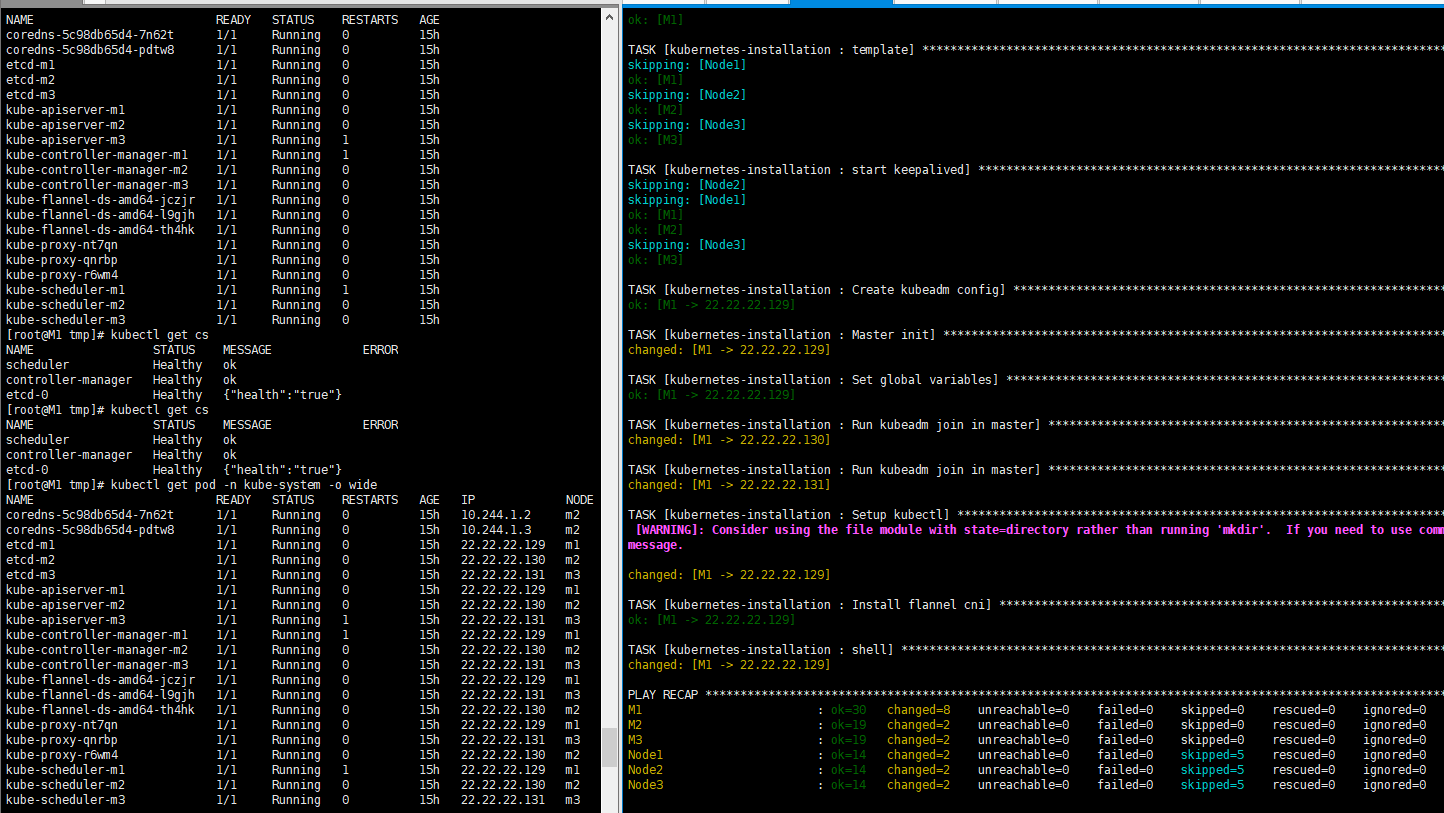 NAME READY STATUS RESTARTS AGE
coredns-5c98db65d4-7n62t 1/1 Running 0 15h
coredns-5c98db65d4-pdtw8 1/1 Running 0 15h
etcd-m1 1/1 Running 0 15h
etcd-m2 1/1 Running 0 15h
etcd-m3 1/1 Running 0 15h
kube-apiserver-m1 1/1 Running 0 15h
kube-apiserver-m2 1/1 Running 0 15h
kube-apiserver-m3 1/1 Running 1 15h
kube-controller-manager-m1 1/1 Running 1 15h
kube-controller-manager-m2 1/1 Running 0 15h
kube-controller-manager-m3 1/1 Running 0 15h
kube-flannel-ds-amd64-jczjr 1/1 Running 0 15h
kube-flannel-ds-amd64-l9gjh 1/1 Running 0 15h
kube-flannel-ds-amd64-th4hk 1/1 Running 0 15h
kube-proxy-nt7qn 1/1 Running 0 15h
kube-proxy-qnrbp 1/1 Running 0 15h
kube-proxy-r6wm4 1/1 Running 0 15h
kube-scheduler-m1 1/1 Running 1 15h
kube-scheduler-m2 1/1 Running 0 15h
kube-scheduler-m3 1/1 Running 0 15h
[root@M1 tmp]# kubectl get cs
NAME STATUS MESSAGE ERROR
scheduler Healthy ok
controller-manager Healthy ok
etcd-0 Healthy {"health":"true"}
[root@M1 tmp]# kubectl get cs
NAME STATUS MESSAGE ERROR
scheduler Healthy ok
controller-manager Healthy ok
etcd-0 Healthy {"health":"true"}
[root@M1 tmp]# kubectl get pod -n kube-system -o wide
NAME READY STATUS RESTARTS AGE IP NODE
coredns-5c98db65d4-7n62t 1/1 Running 0 15h 10.244.1.2 m2
coredns-5c98db65d4-pdtw8 1/1 Running 0 15h 10.244.1.3 m2
etcd-m1 1/1 Running 0 15h 22.22.22.129 m1
etcd-m2 1/1 Running 0 15h 22.22.22.130 m2
etcd-m3 1/1 Running 0 15h 22.22.22.131 m3
kube-apiserver-m1 1/1 Running 0 15h 22.22.22.129 m1
kube-apiserver-m2 1/1 Running 0 15h 22.22.22.130 m2
kube-apiserver-m3 1/1 Running 1 15h 22.22.22.131 m3
kube-controller-manager-m1 1/1 Running 1 15h 22.22.22.129 m1
kube-controller-manager-m2 1/1 Running 0 15h 22.22.22.130 m2
kube-controller-manager-m3 1/1 Running 0 15h 22.22.22.131 m3
kube-flannel-ds-amd64-jczjr 1/1 Running 0 15h 22.22.22.129 m1
kube-flannel-ds-amd64-l9gjh 1/1 Running 0 15h 22.22.22.131 m3
kube-flannel-ds-amd64-th4hk 1/1 Running 0 15h 22.22.22.130 m2
kube-proxy-nt7qn 1/1 Running 0 15h 22.22.22.129 m1
kube-proxy-qnrbp 1/1 Running 0 15h 22.22.22.131 m3
kube-proxy-r6wm4 1/1 Running 0 15h 22.22.22.130 m2
kube-scheduler-m1 1/1 Running 1 15h 22.22.22.129 m1
kube-scheduler-m2 1/1 Running 0 15h 22.22.22.130 m2
kube-scheduler-m3 1/1 Running 0 15h 22.22.22.131 m3
ok: [M1]
TASK [kubernetes-installation : template] **************************************************************************
skipping: [Node1]
ok: [M1]
skipping: [Node2]
ok: [M2]
skipping: [Node3]
ok: [M3]
TASK [kubernetes-installation : start keepalived] ******************************************************************
skipping: [Node2]
skipping: [Node1]
ok: [M1]
ok: [M2]
skipping: [Node3]
ok: [M3]
TASK [kubernetes-installation : Create kubeadm config] *************************************************************
ok: [M1 -> 22.22.22.129]
TASK [kubernetes-installation : Master init] ***********************************************************************
changed: [M1 -> 22.22.22.129]
TASK [kubernetes-installation : Set global variables] **************************************************************
ok: [M1 -> 22.22.22.129]
TASK [kubernetes-installation : Run kubeadm join in master] ********************************************************
changed: [M1 -> 22.22.22.130]
TASK [kubernetes-installation : Run kubeadm join in master] ********************************************************
changed: [M1 -> 22.22.22.131]
TASK [kubernetes-installation : Setup kubectl] *********************************************************************
[WARNING]: Consider using the file module with state=directory rather than running 'mkdir'. If you need to use comm
message.
changed: [M1 -> 22.22.22.129]
TASK [kubernetes-installation : Install flannel cni] ***************************************************************
ok: [M1 -> 22.22.22.129]
TASK [kubernetes-installation : shell] *****************************************************************************
changed: [M1 -> 22.22.22.129]
PLAY RECAP *********************************************************************************************************
M1 : ok=30 changed=8 unreachable=0 failed=0 skipped=0 rescued=0 ignored=0
M2 : ok=19 changed=2 unreachable=0 failed=0 skipped=0 rescued=0 ignored=0
M3 : ok=19 changed=2 unreachable=0 failed=0 skipped=0 rescued=0 ignored=0
Node1 : ok=14 changed=2 unreachable=0 failed=0 skipped=5 rescued=0 ignored=0
Node2 : ok=14 changed=2 unreachable=0 failed=0 skipped=5 rescued=0 ignored=0
Node3 : ok=14 changed=2 unreachable=0 failed=0 skipped=5 rescued=0 ignored=0